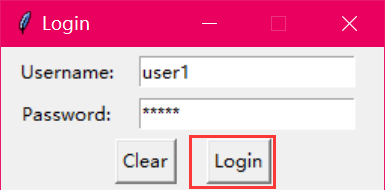 Login
Username: user1
Password: *****
Clear Login